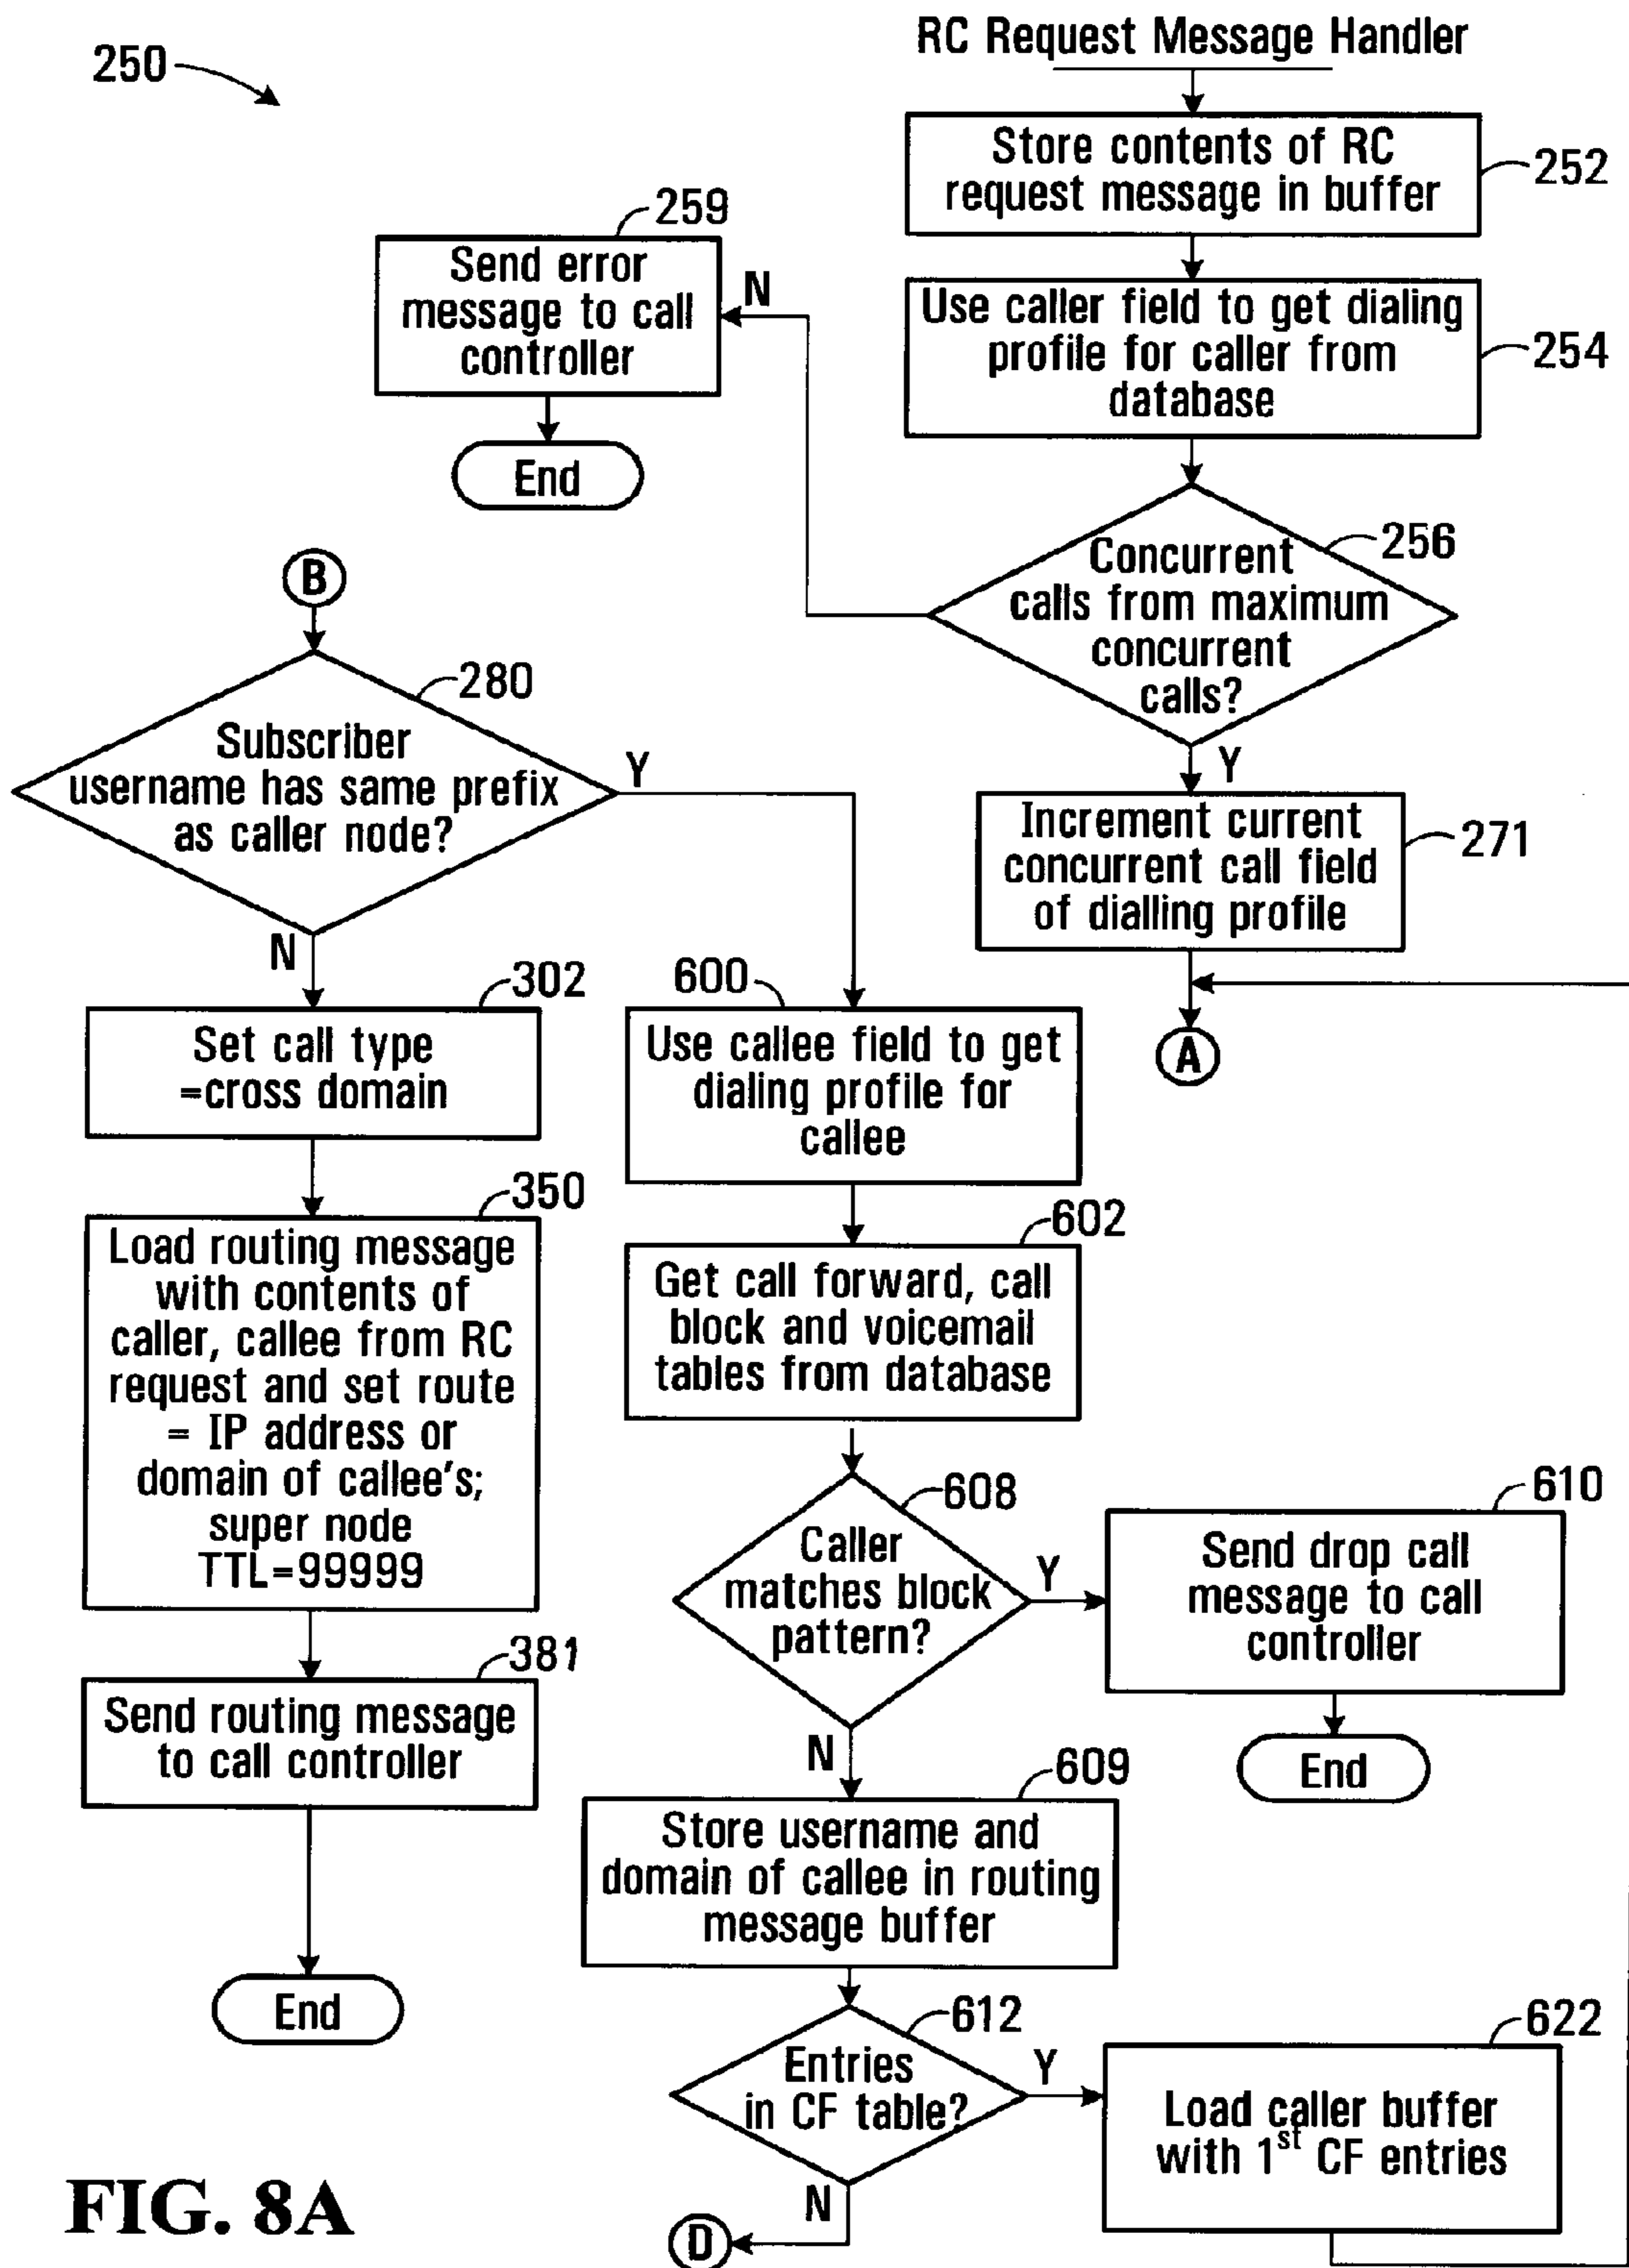 RC Request Message Handler
250
Store contents of RC
request message in buffer
252
Use caller field to get dialing
profile for caller from
database
254
259
Send error
message to call
controller
N
End
Concurrent
calls from maximum
concurrent
calls?
256
Y
Increment current
concurrent call field
of dialling profile
271
A
B
280
Subscriber
username has same prefix
as caller node?
Y
N
302
Set call type
=cross domain
350
Load routing message
with contents of
caller, callee from RC
request and set route
= IP address or
domain of callee's;
super node
TTL=99999
381
Send routing message
to call controller
End
600
Use callee field to get
dialing profile for
callee
602
Get call forward, call
block and voicemail
tables from database
608
Caller
matches block
pattern?
Y
610
Send drop call
message to call
controller
End
N
609
Store username and
domain of callee in routing
message buffer
612
Entries
in CF table?
Y
622
Load caller buffer
with 1st CF entries
N
D
FIG. 8A